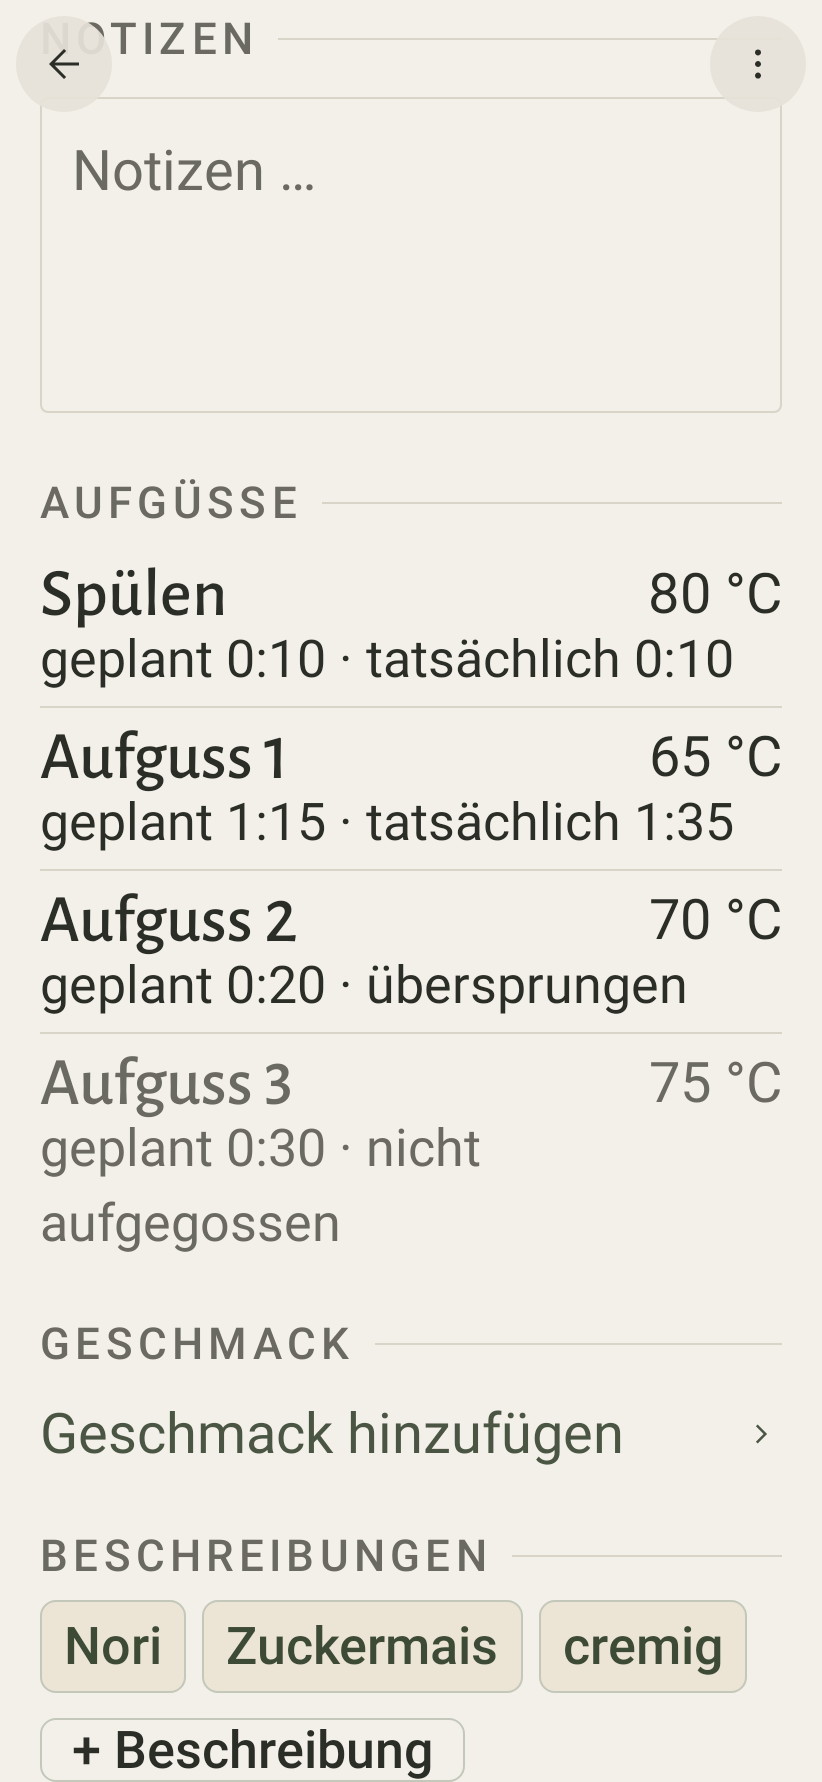 NOTIZEN
Notizen …
AUFGÜSSE
Spülen 80 °C
geplant 0:10 · tatsächlich 0:10
Aufguss 1 65 °C
geplant 1:15 · tatsächlich 1:35
Aufguss 2 70 °C
geplant 0:20 · übersprungen
Aufguss 3 75 °C
geplant 0:30 · nicht
aufgegossen
GESCHMACK
Geschmack hinzufügen
BESCHREIBUNGEN
Nori Zuckermais cremig
+ Beschreibung